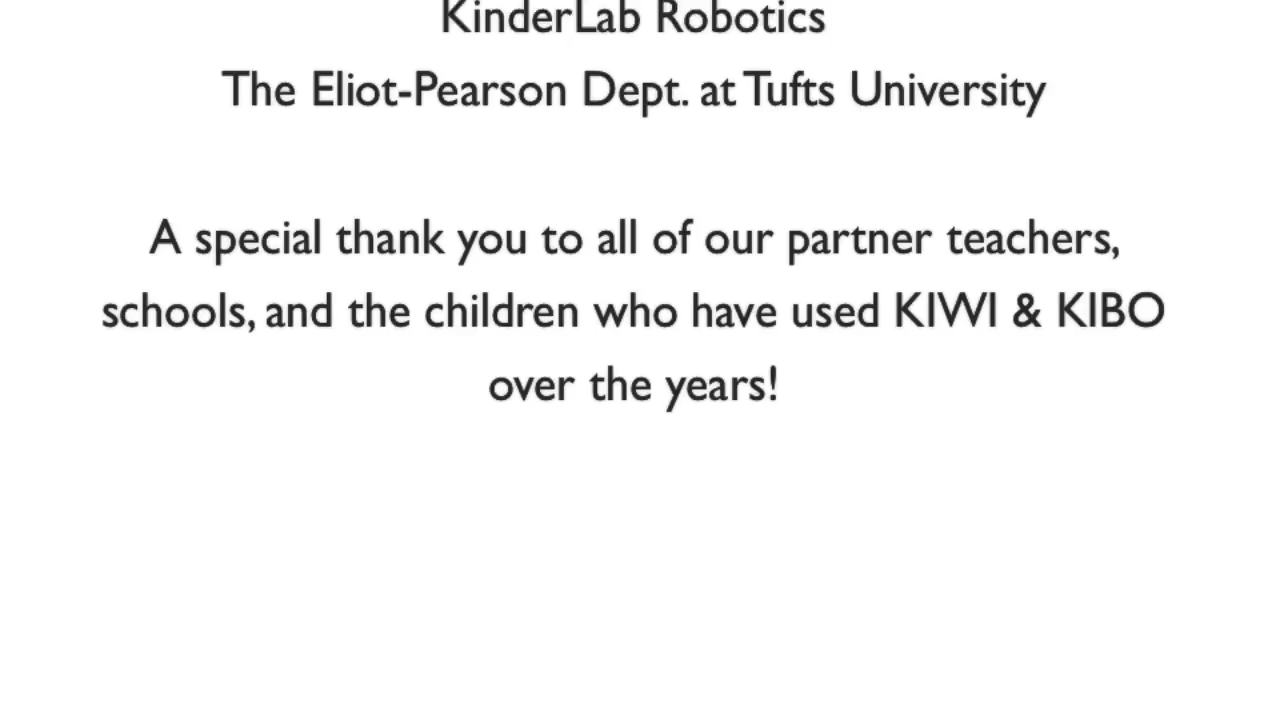 KinderLab Robotics
The Eliot-Pearson Dept. at Tufts University
A special thank you to all of our partner teachers,
schools, and the children who have used KIWI & KIBO
over the years!